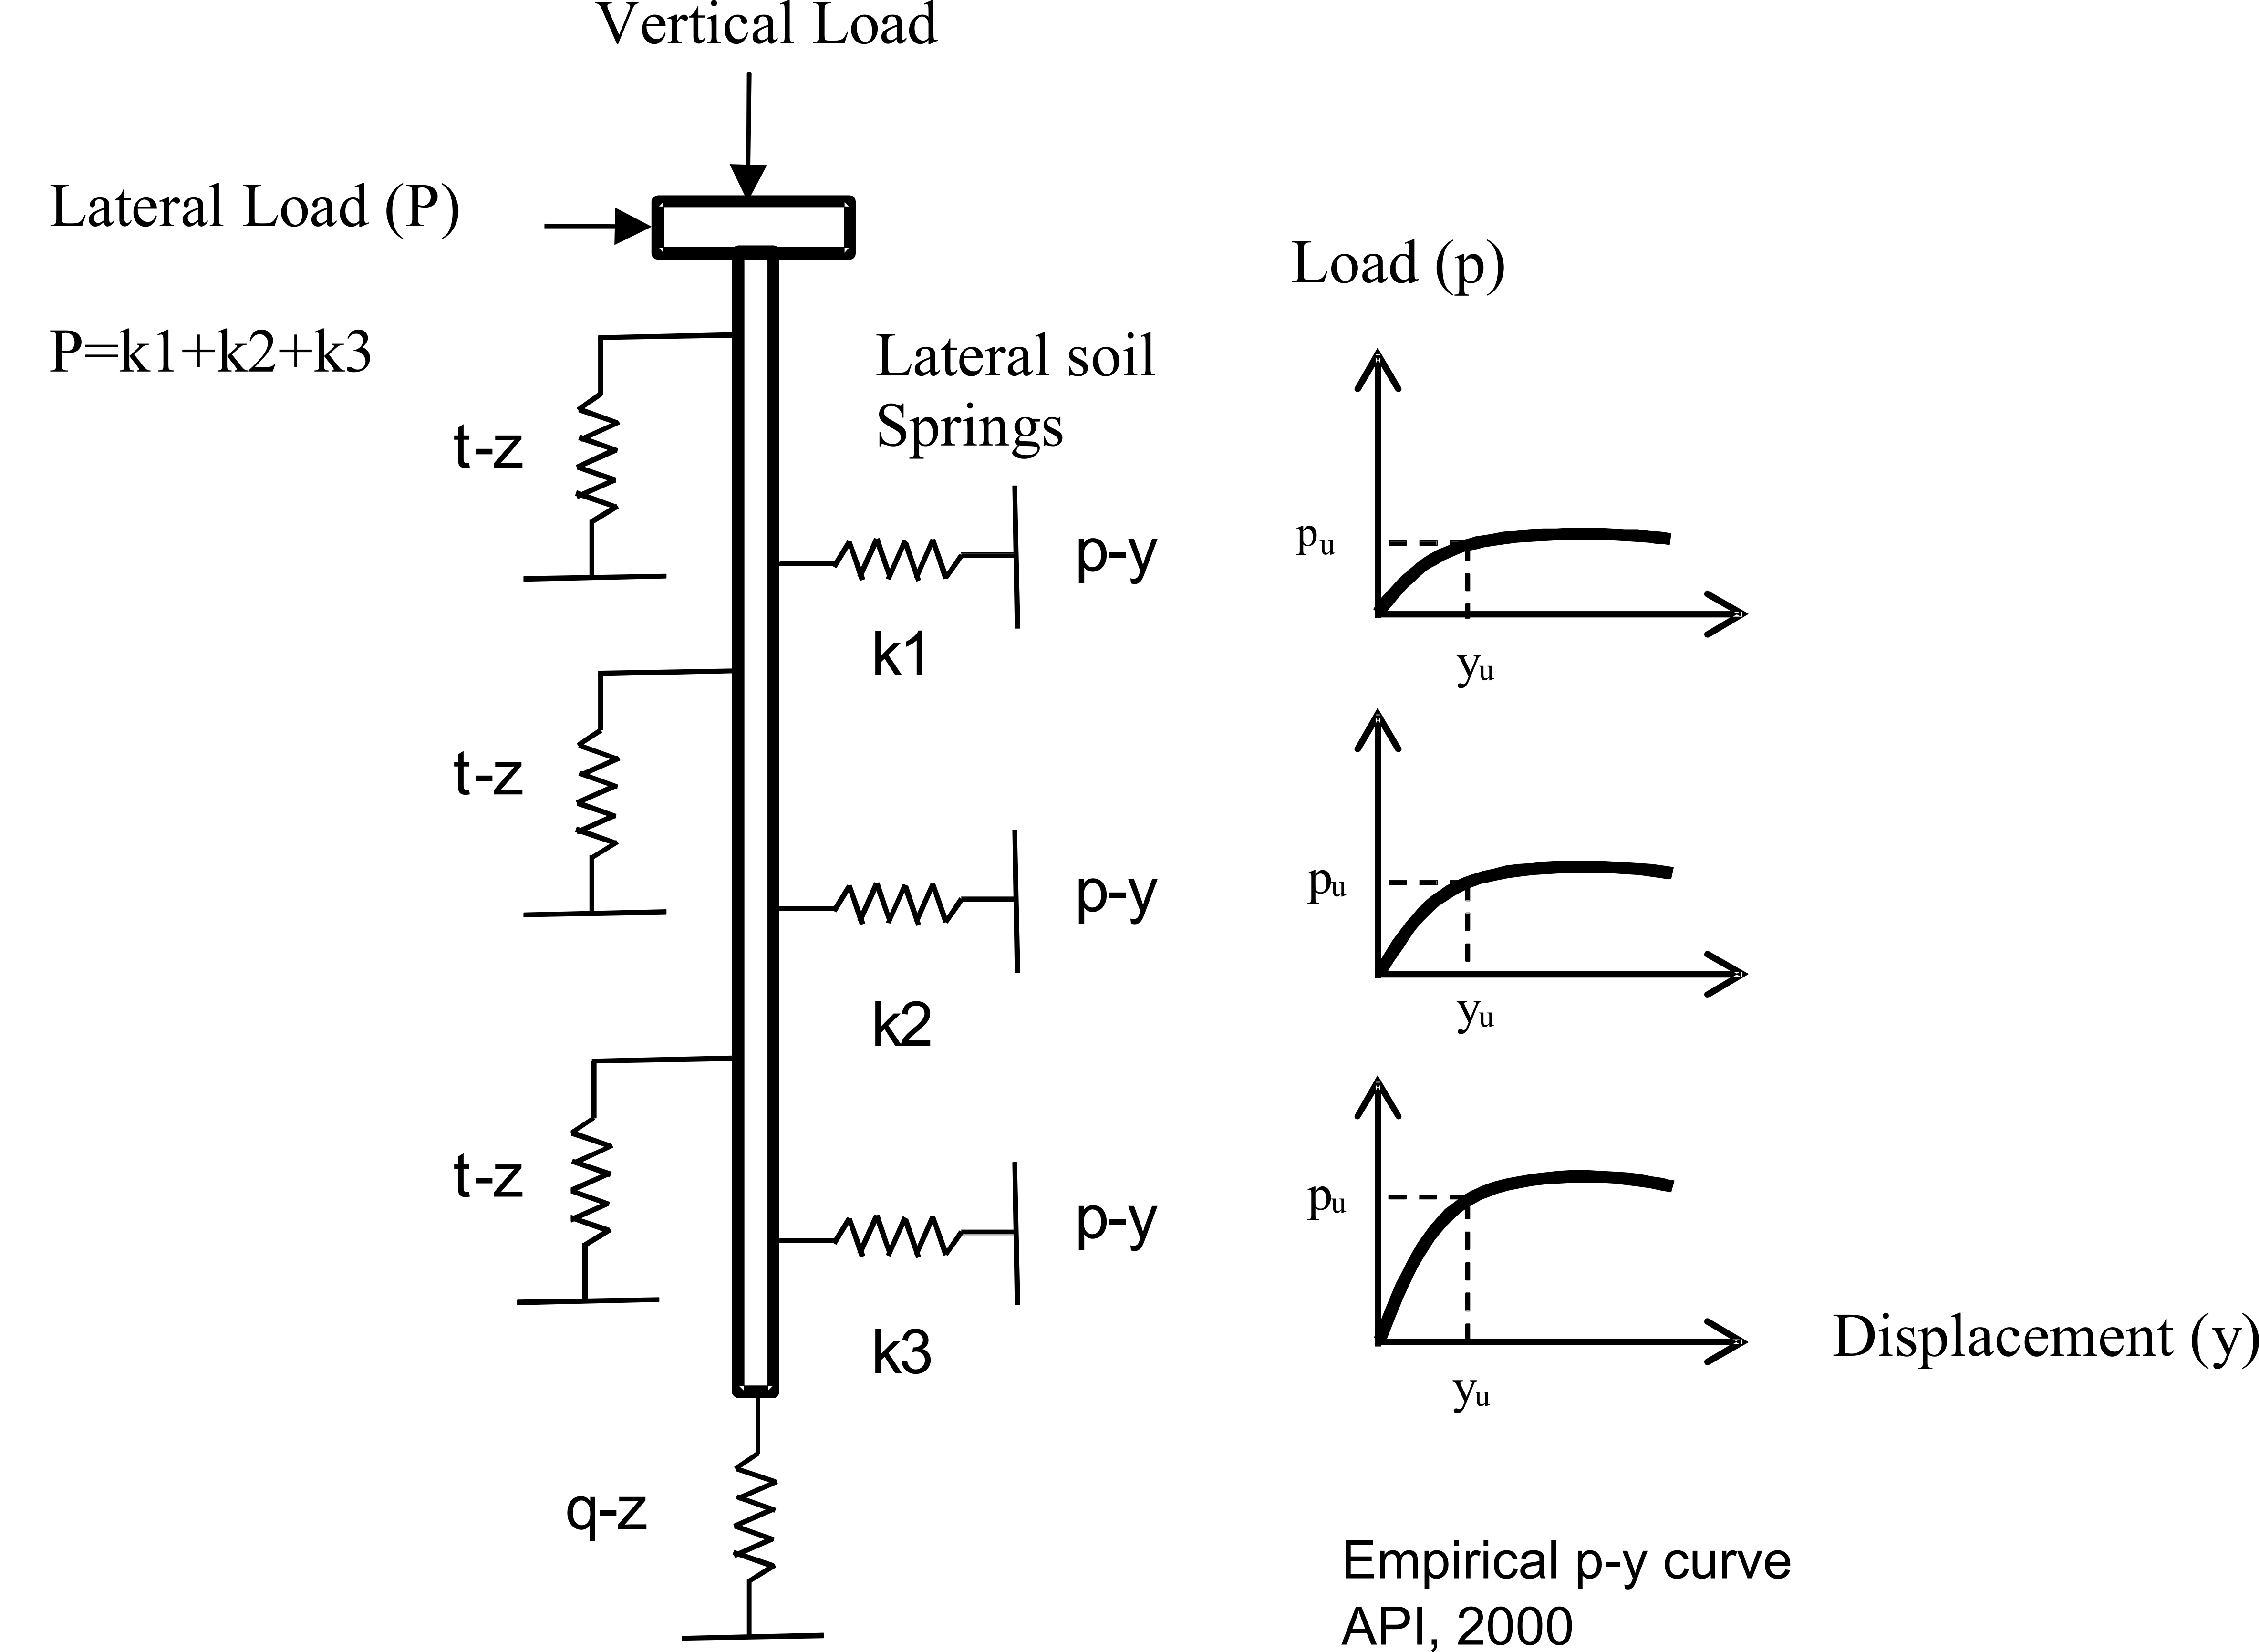 Vertical Load
Lateral Load (P)
P=k1+k2+k3
Lateral soil
Springs
Load (p)
t-z
p-y
k1
pu
yu
t-z
p-y
k2
pu
yu
t-z
p-y
k3
pu
yu
Displacement (y)
q-z
Empirical p-y curve
API, 2000